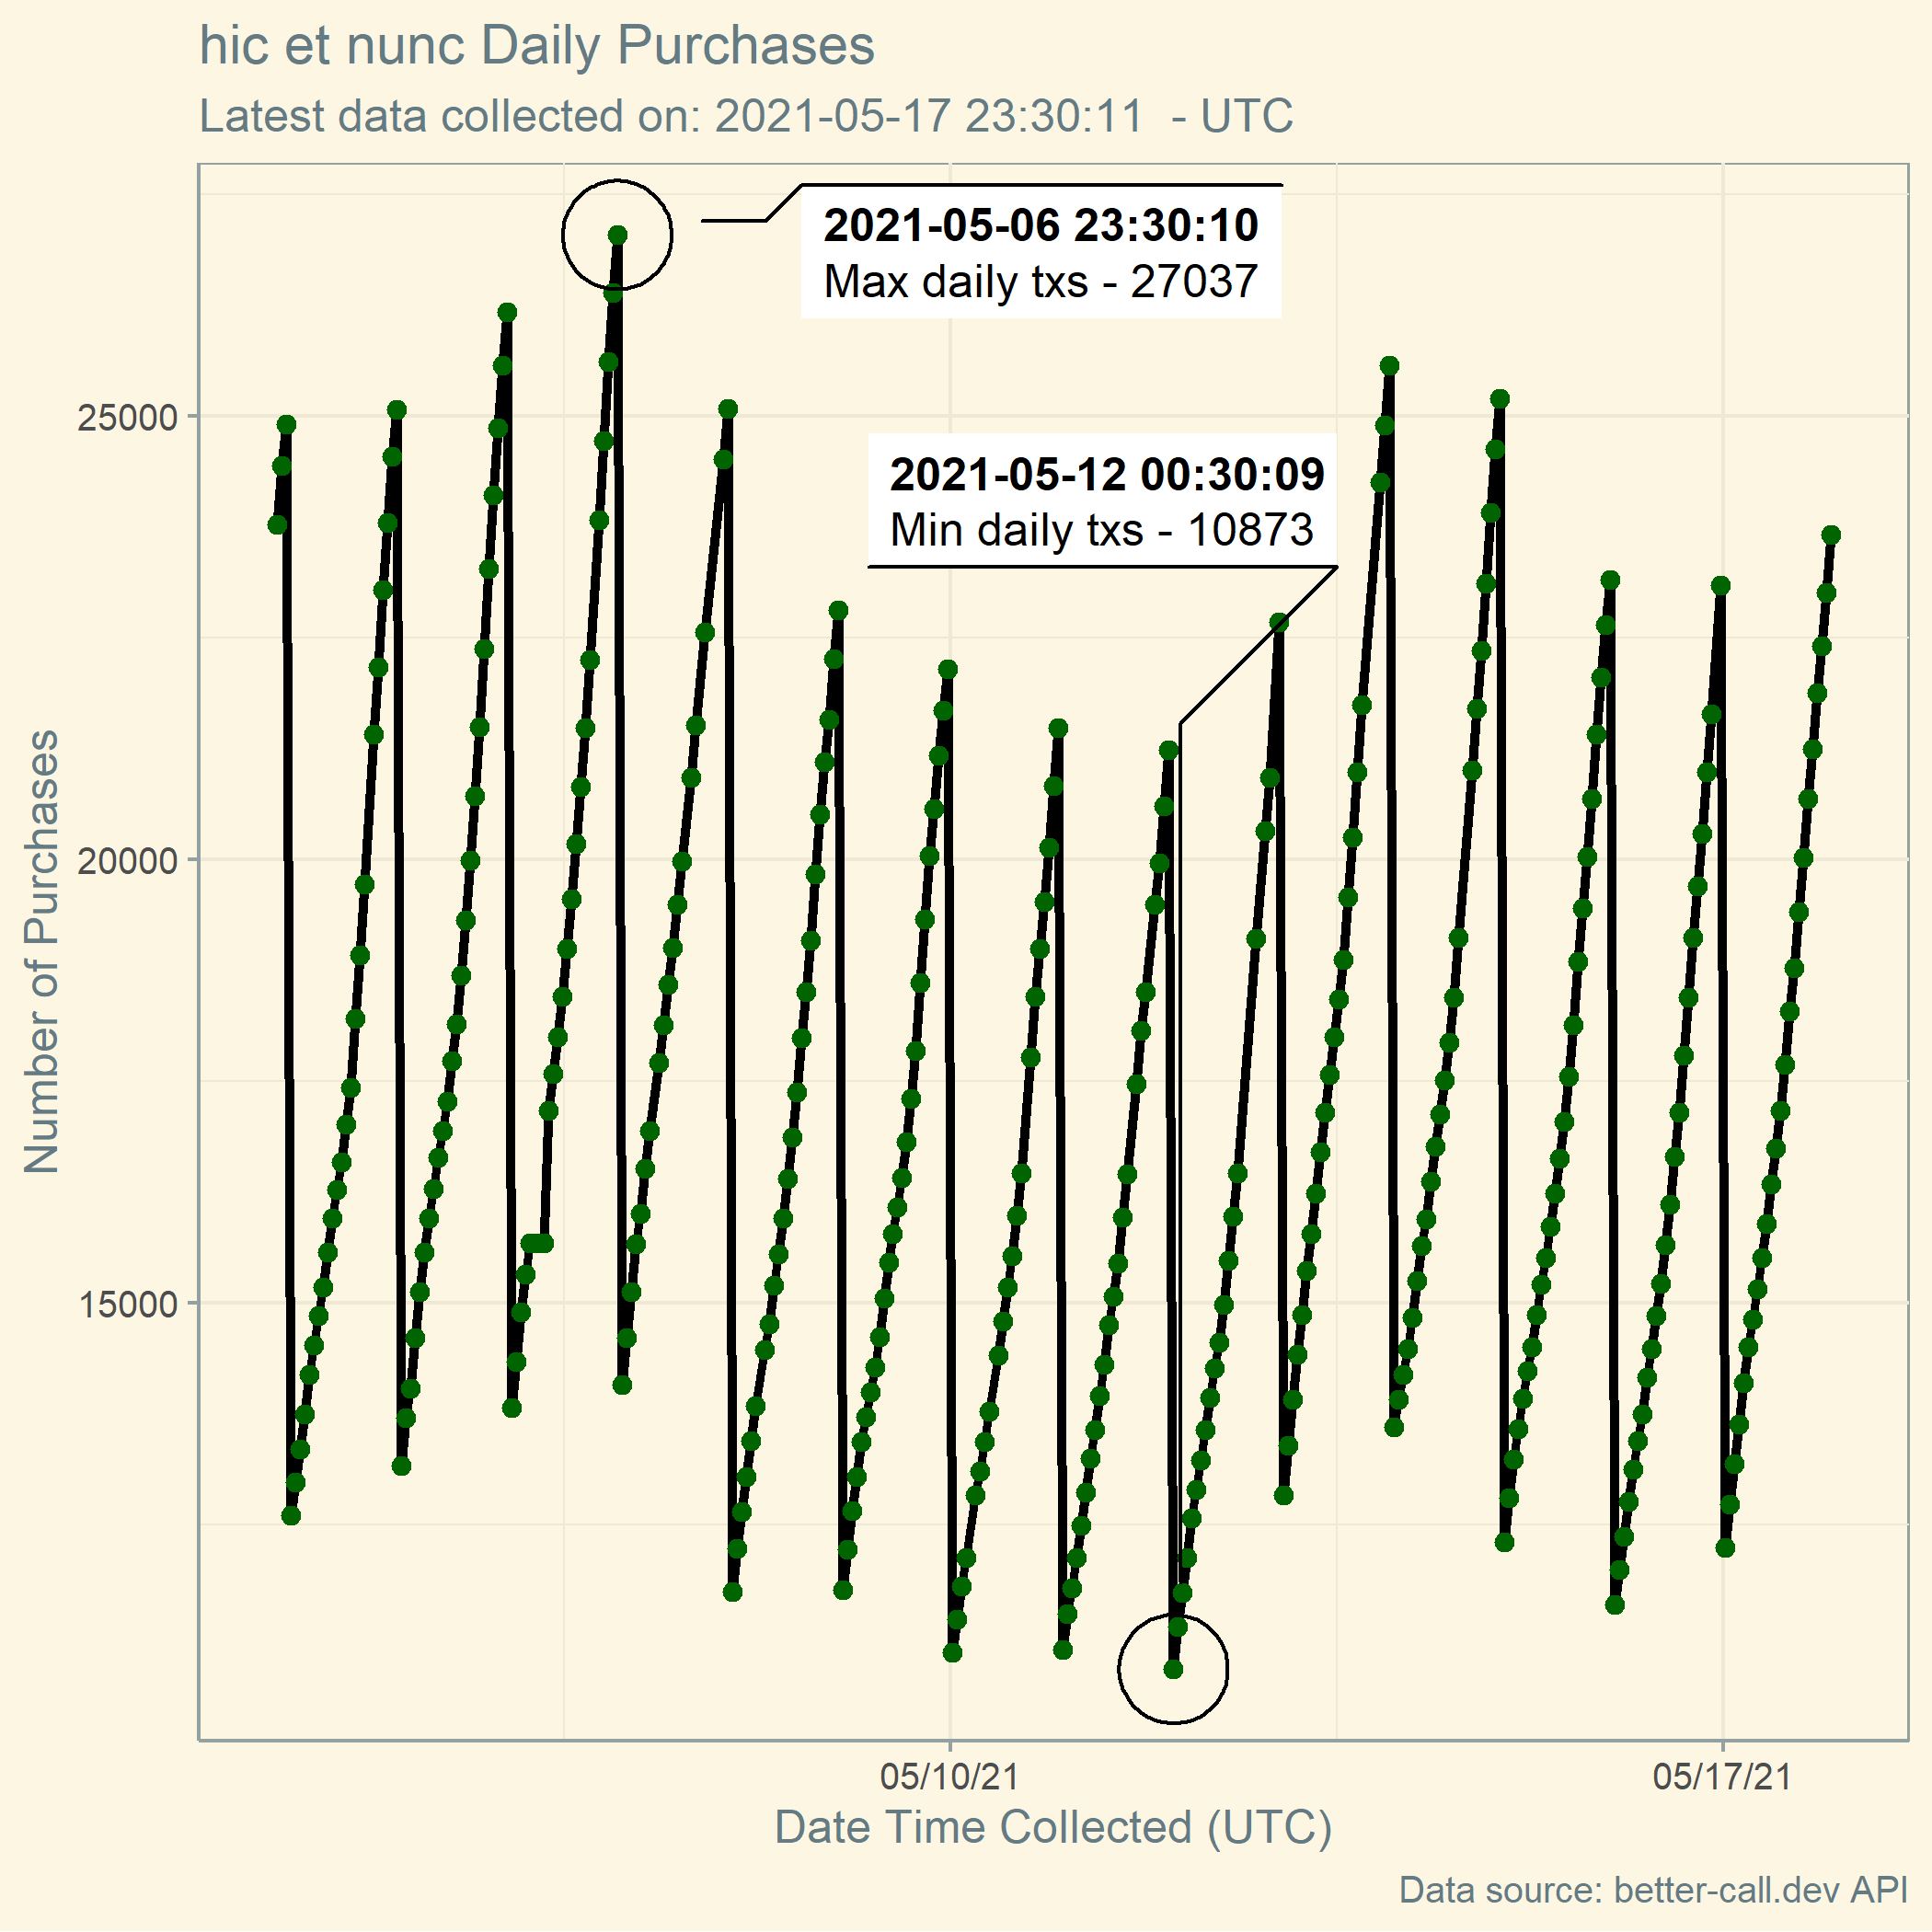 hic et nunc Daily Purchases
Latest data collected on: 2021-05-17 23:30:11  - UTC
2021-05-06 23:30:10
Max daily txs - 27037
25000
2021-05-12 00:30:09
Min daily txs - 10873
20000
Number of Purchases
15000
05/10/21
05/17/21
Date Time Collected (UTC)
Data source: better-call.dev API